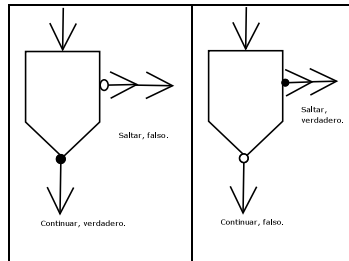 Saltar, falso.
Continuar, verdadero.
Saltar,
verdadero.
Continuar, falso.